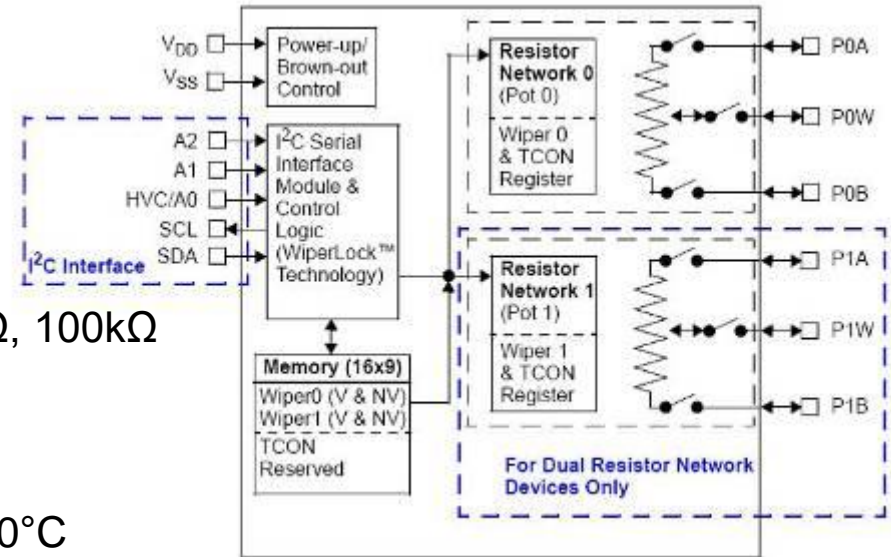 VDD
VSS
Power-up/
Brown-out
Control
A2
A1
HVC/A0
SCL
SDA
I²C Interface
I²C Serial
Interface
Module &
Control
Logic
(WiperLock™
Technology)
Memory (16x9)
Wiper0 (V & NV)
Wiper1 (V & NV)
TCON
Reserved
Resistor
Network 0
(Pot 0)
Wiper 0
& TCON
Register
P0A
P0W
P0B
Resistor
Network 1
(Pot 1)
Wiper 1
& TCON
Register
P1A
P1W
P1B
For Dual Resistor Network
Devices Only
Ω, 100kΩ
0°C